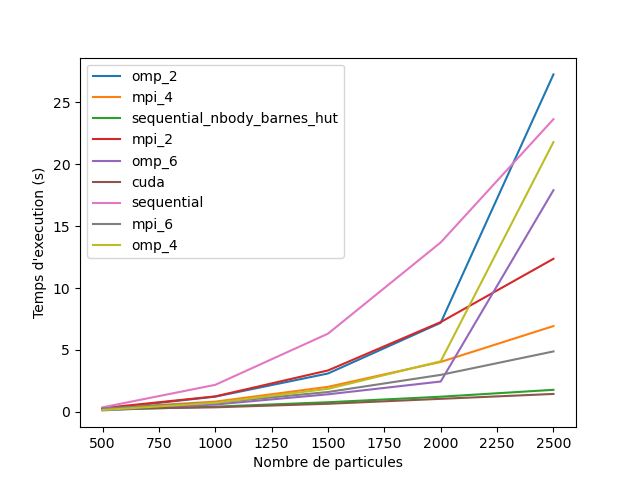 omp_2
mpi_4
sequential_nbody_barnes_hut
mpi_2
omp_6
cuda
sequential
mpi_6
omp_4
25
20
15
10
5
0
Temps d'execution (s)
500 750 1000 1250 1500 1750 2000 2250 2500
Nombre de particules